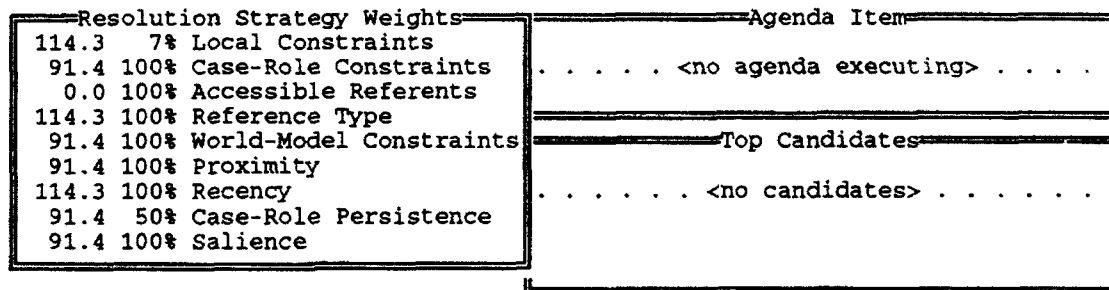 Resolution Strategy Weights
114.3 7% Local Constraints
91.4 100% Case-Role Constraints
0.0 100% Accessible Referents
114.3 100% Reference Type
91.4 100% World-Model Constraints
91.4 100% Proximity
114.3 100% Recency
91.4 50% Case-Role Persistence
91.4 100% Salience
Agenda Item
. . . . . . <no agenda executing> . . . .
Top Candidates
. . . . . . . <no candidates> . . . . . . .